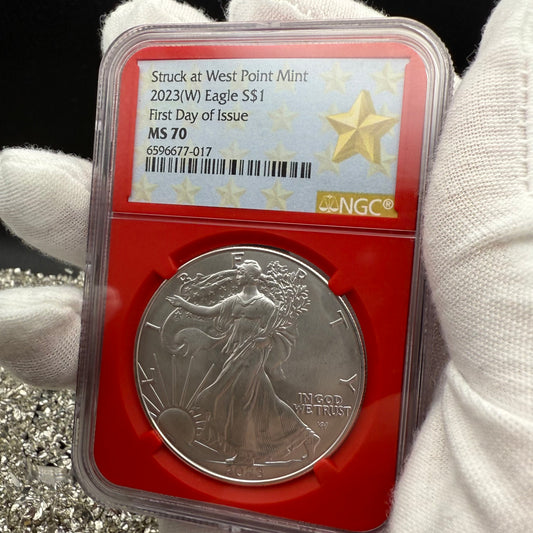 Struck at West Point Mint
2023(W) Eagle S$1
First Day of Issue
MS 70
6596677-017
NGC®
LIBERTY
IN GOD
WE TRUST
2023